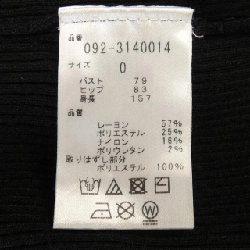 品番
092-3140014
サイズ
0
バスト 79
ヒップ 83
身長 157
品質
レーヨン 57%
ポリエステル 25%
ナイロン 16%
ポリウレタン 2%
取りはずし部分
ポリエステル 100%
W